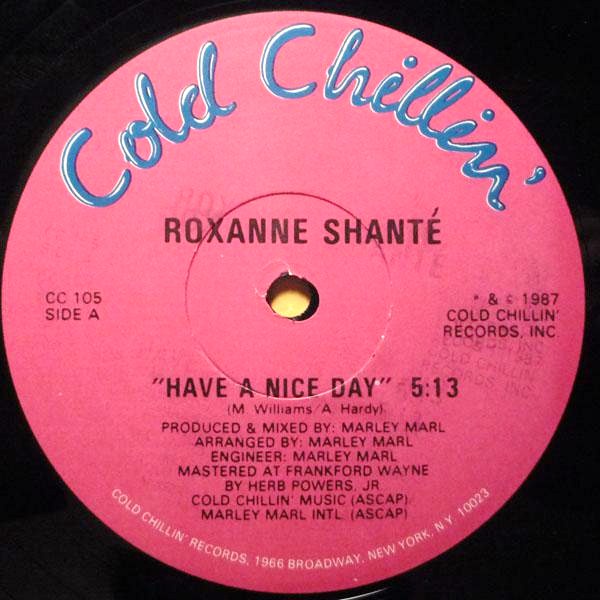 Cold Chillin'
ROXANNE SHANTÉ
CC 105
SIDE A
℗ & © 1987
COLD CHILLIN'
RECORDS, INC.
"HAVE A NICE DAY" 5:13
(M. Williams/A. Hardy)
PRODUCED & MIXED BY: MARLEY MARL
ARRANGED BY: MARLEY MARL
ENGINEER: MARLEY MARL
MASTERED AT FRANKFORD WAYNE
BY HERB POWERS, JR
COLD CHILLIN' MUSIC (ASCAP)
MARLEY MARL INTL. (ASCAP)
COLD CHILLIN' RECORDS, 1966 BROADWAY, NEW YORK, N.Y. 10023